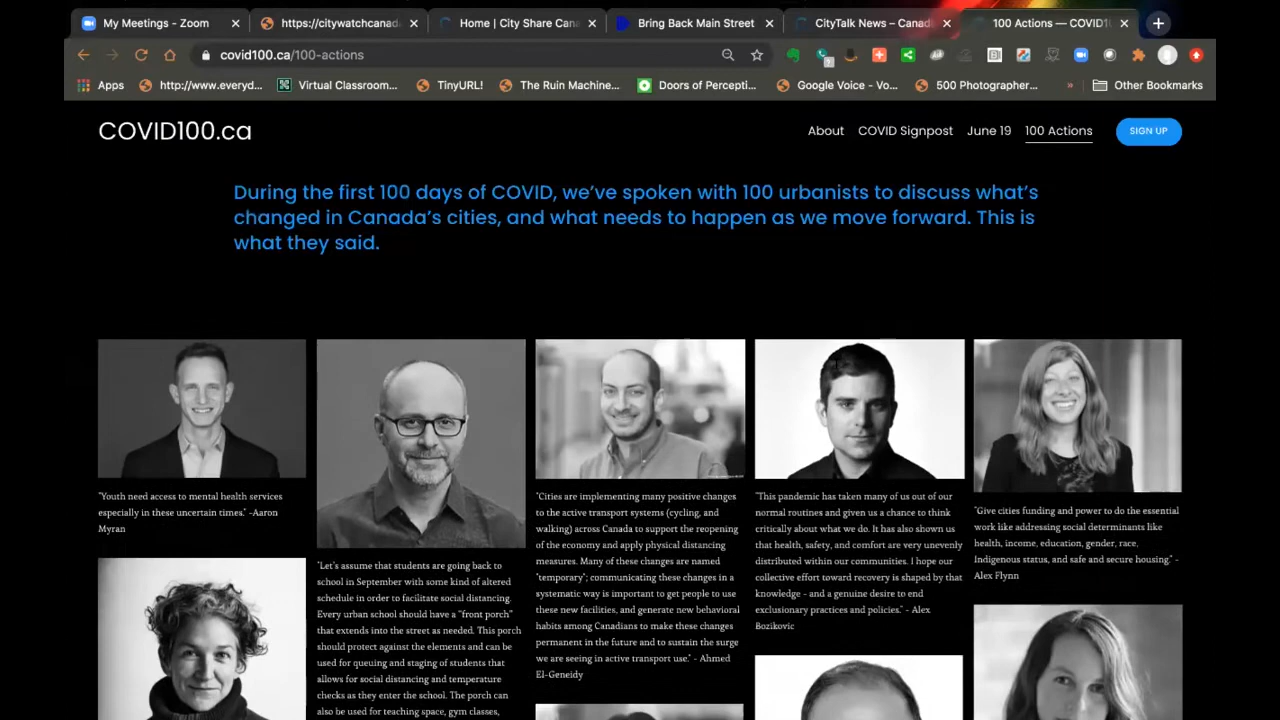 My Meetings - Zoom
https://citywatchcanad
Home | City Share Can
Bring Back Main Street
CityTalk News – Canadi
100 Actions — COVID1
covid100.ca/100-actions
Apps
http://www.everyd...
Virtual Classroom...
TinyURL!
The Ruin Machine...
Doors of Percepti...
Google Voice - Vo...
500 Photographer...
»
Other Bookmarks
COVID100.ca
About
COVID Signpost
June 19
100 Actions
SIGN UP
During the first 100 days of COVID, we've spoken with 100 urbanists to discuss what's
changed in Canada's cities, and what needs to happen as we move forward. This is
what they said.
"Youth need access to mental health services
especially in these uncertain times." -Aaron
Myran
"Let's assume that students are going back to
school in September with some kind of altered
schedule in order to facilitate social distancing.
Every urban school should have a "front porch"
that extends into the street as needed. This porch
should protect against the elements and can be
used for queuing and staging of students that
allows for social distancing and temperature
checks as they enter the school. The porch can
also be used for teaching space, gym classes,
"Cities are implementing many positive changes
to the active transport systems (cycling, and
walking) across Canada to support the reopening
of the economy and apply physical distancing
measures. Many of these changes are named
"temporary"; communicating these changes in a
systematic way is important to get people to use
these new facilities, and generate new behavioral
habits among Canadians to make these changes
permanent in the future and to sustain the surge
we are seeing in active transport use." - Ahmed
El-Geneidy
"This pandemic has taken many of us out of our
normal routines and given us a chance to think
critically about what we do. It has also shown us
that health, safety, and comfort are very unevenly
distributed within our communities. I hope our
collective effort toward recovery is shaped by that
knowledge - and a genuine desire to end
exclusionary practices and policies." - Alex
Bozikovic
"Give cities funding and power to do the essential
work like addressing social determinants like
health, income, education, gender, race,
Indigenous status, and safe and secure housing." -
Alex Flynn